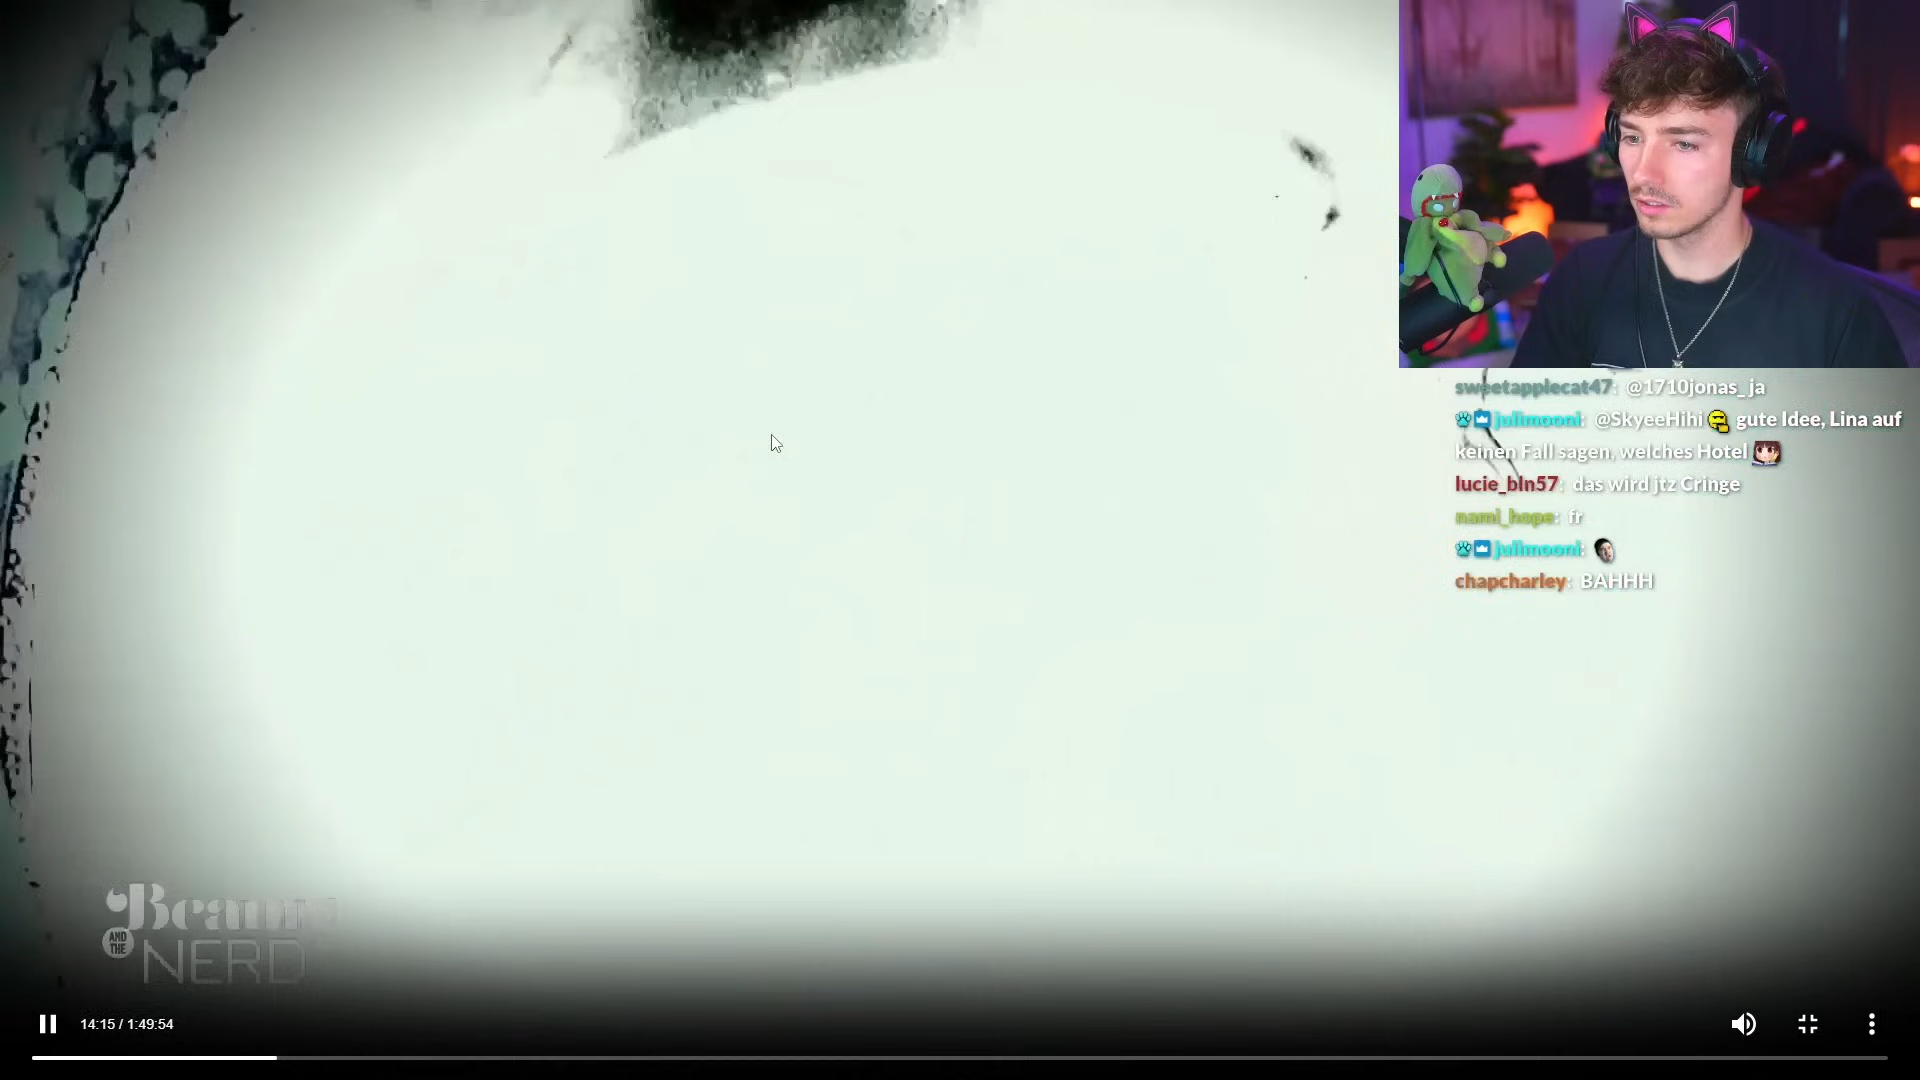 sweetapplecat47: @1710jonas_ja
julimooni: @SkyeeHihi gute Idee, Lina auf
keinen Fall sagen, welches Hotel
lucie_bln57: das wird jtz Cringe
nami_hope: fr
julimooni:
chapcharley: BAHHH
Beauty
AND THE
NERD
14:15 / 1:49:54